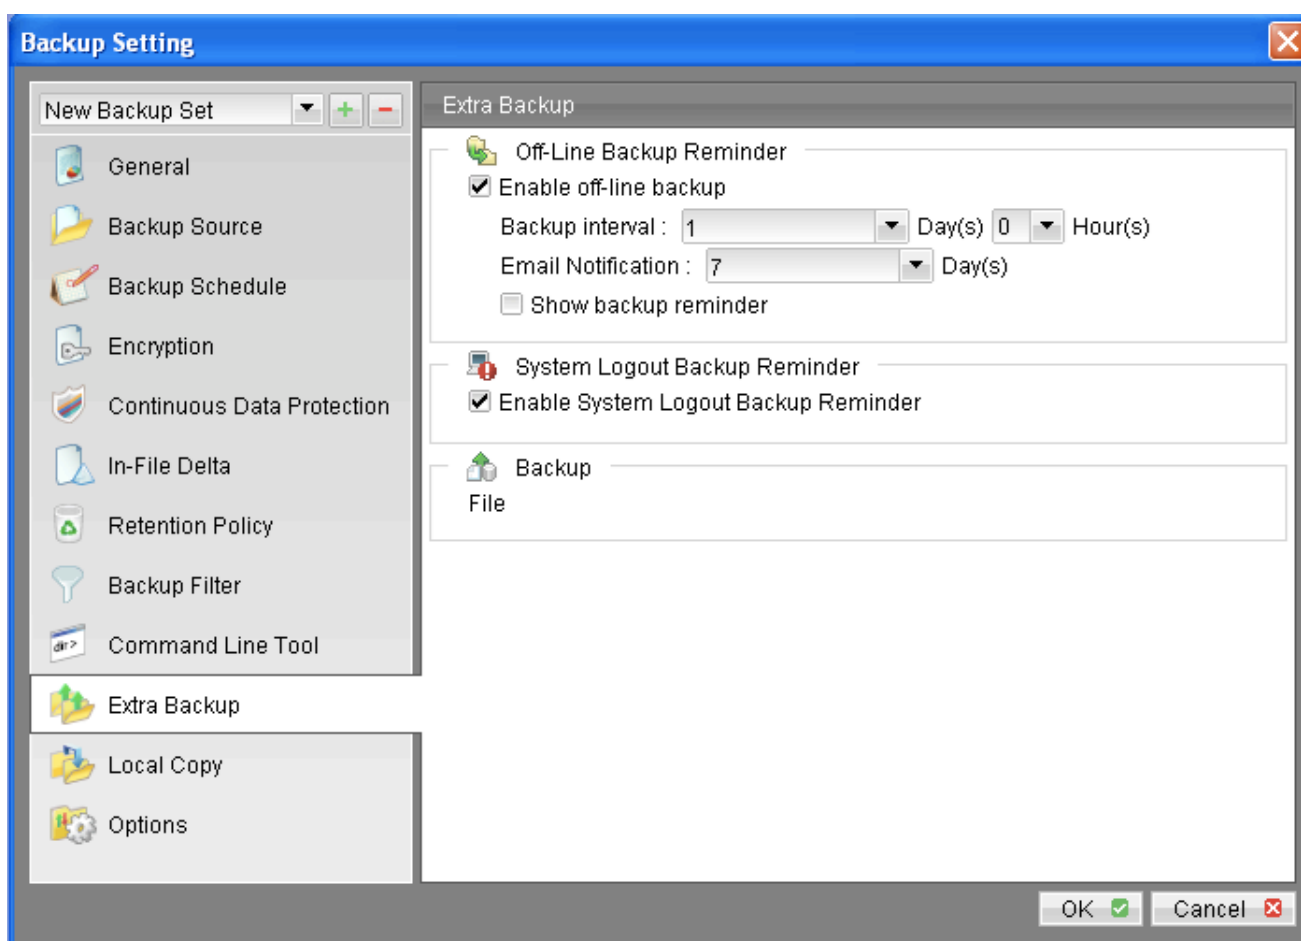 Backup Setting
New Backup Set
General
Backup Source
Backup Schedule
Encryption
Continuous Data Protection
In-File Delta
Retention Policy
Backup Filter
dir>
Command Line Tool
Extra Backup
Local Copy
Options
Extra Backup
Off-Line Backup Reminder
Enable off-line backup
Backup interval : 1 Day(s) 0 Hour(s)
Email Notification : 7 Day(s)
Show backup reminder
System Logout Backup Reminder
Enable System Logout Backup Reminder
Backup
File
OK Cancel